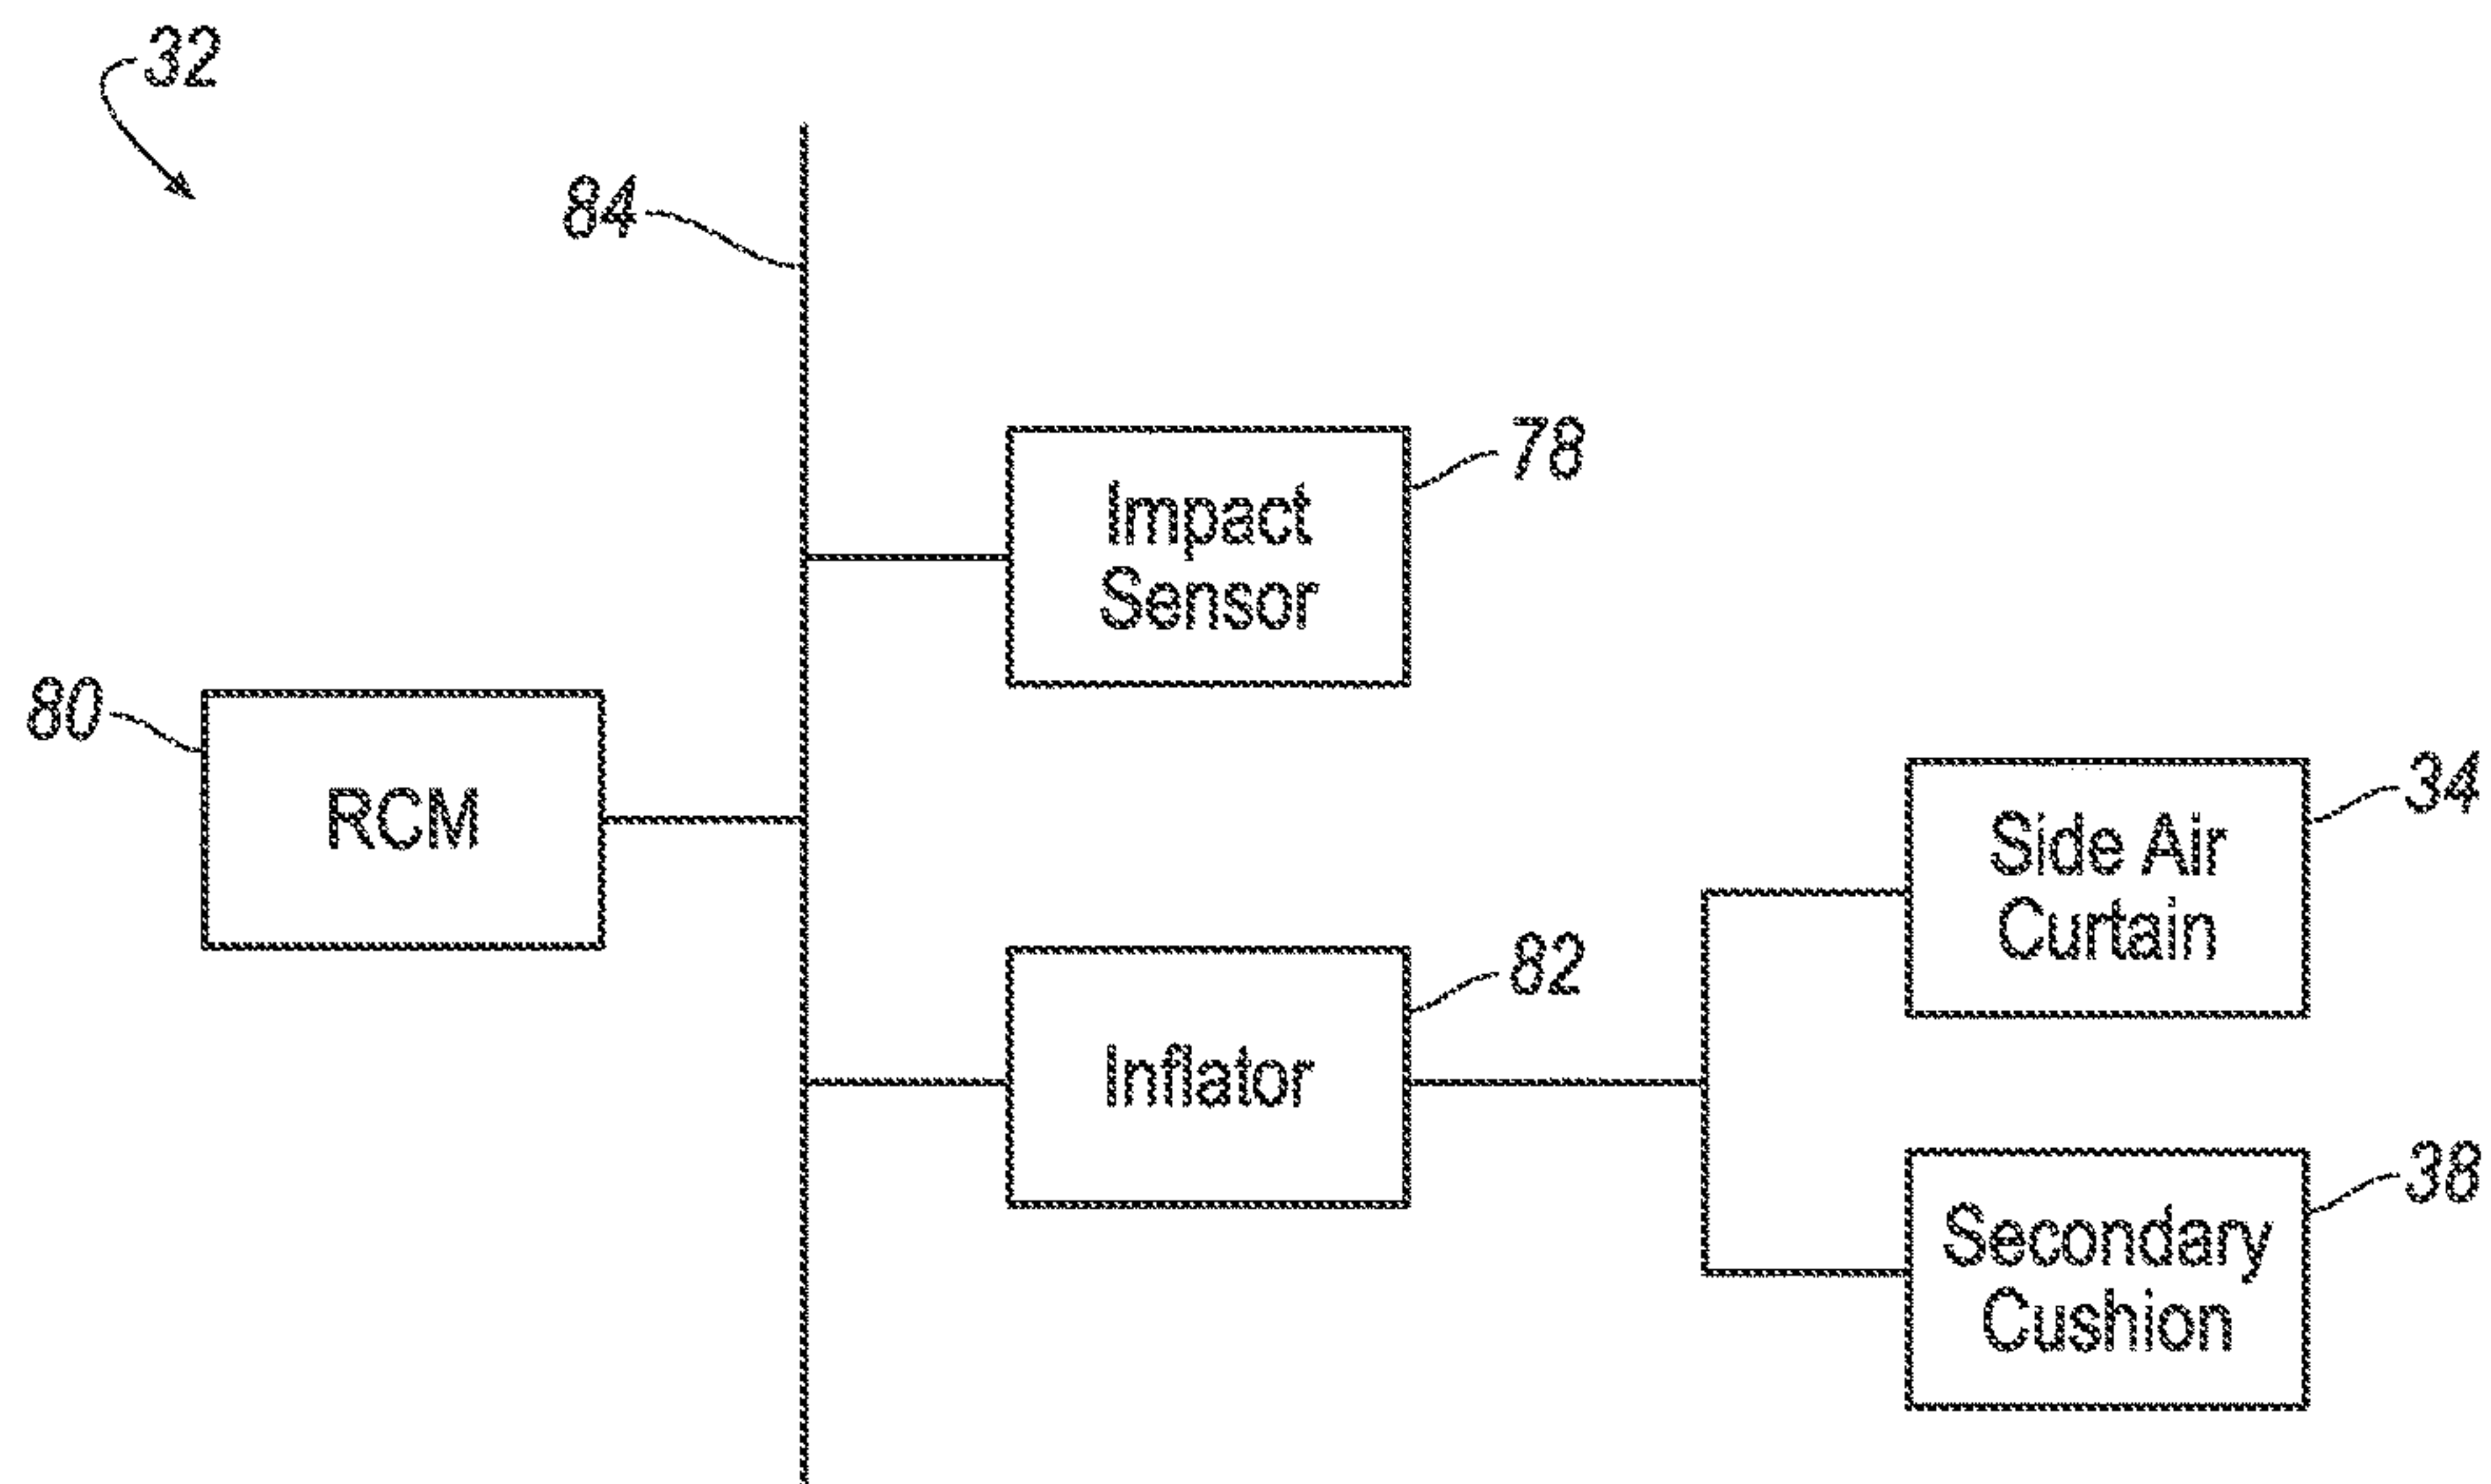 32
84
Impact
Sensor
78
80
RCM
Side Air
Curtain
34
Inflator
82
Secondary
Cushion
38